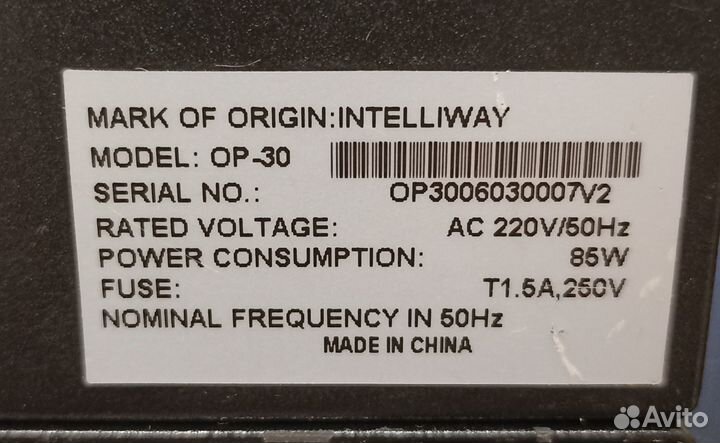 MARK OF ORIGIN:INTELLIWAY
MODEL: OP-30
SERIAL NO.: OP3006030007V2
RATED VOLTAGE: AC 220V/50Hz
POWER CONSUMPTION: 85W
FUSE: T1.5A,250V
NOMINAL FREQUENCY IN 50Hz
MADE IN CHINA
Avito